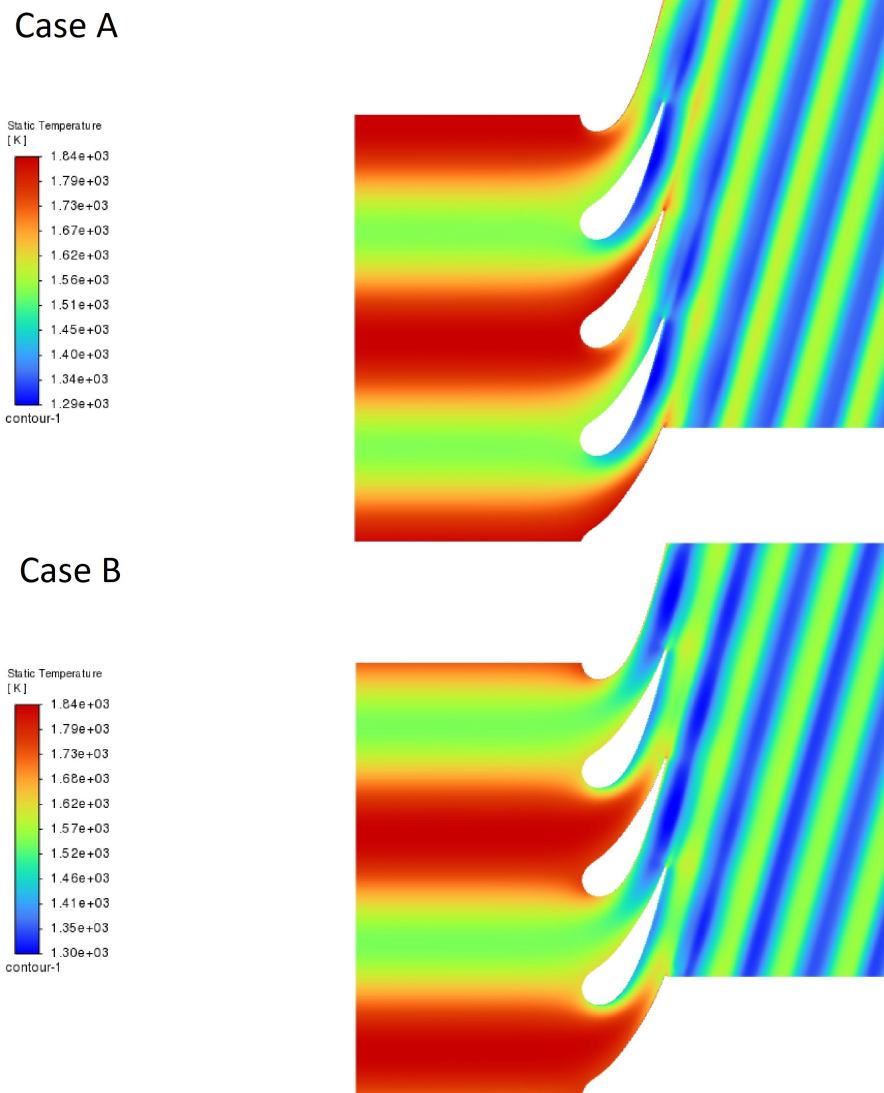 Case A
Static Temperature
[ K ]
1.84e+03
1.79e+03
1.73e+03
1.67e+03
1.62e+03
1.56e+03
1.51e+03
1.45e+03
1.40e+03
1.34e+03
1.29e+03
contour-1
Case B
Static Temperature
[ K ]
1.84e+03
1.79e+03
1.73e+03
1.68e+03
1.62e+03
1.57e+03
1.52e+03
1.46e+03
1.41e+03
1.35e+03
1.30e+03
contour-1